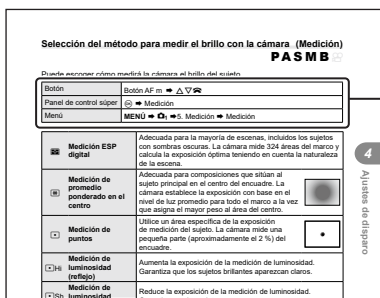 Selección del método para medir el brillo con la cámara (Medición)
PASMB
Puede escoger cómo medirá la cámara el brillo del sujeto.
Botón
Botón AF m ➡ △▽
Panel de control súper
➡ Medición
Menú
MENÚ ➡ 1 ➡5. Medición ➡ Medición
Medición ESP
digital
Adecuada para la mayoría de escenas, incluidos los sujetos
con sombras oscuras. La cámara mide 324 áreas del marco y
calcula la exposición óptima teniendo en cuenta la naturaleza
de la escena.
Medición de
promedio
ponderado en el
centro
Adecuada para composiciones que sitúan al
sujeto principal en el centro del encuadre. La
cámara establece la exposición con base en el
nivel de luz promedio para todo el marco a la vez
que asigna el mayor peso al área del centro.
Medición de
puntos
Utilice un área específica de la exposición
de medición del sujeto. La cámara mide una
pequeña parte (aproximadamente el 2 %) del
encuadre.
Hi
Medición de
luminosidad
(reflejo)
Aumenta la exposición de la medición de luminosidad.
Garantiza que los sujetos brillantes aparezcan claros.
Sh
Medición de
luminosidad
Reduce la exposición de la medición de luminosidad.
4
Ajustes de disparo